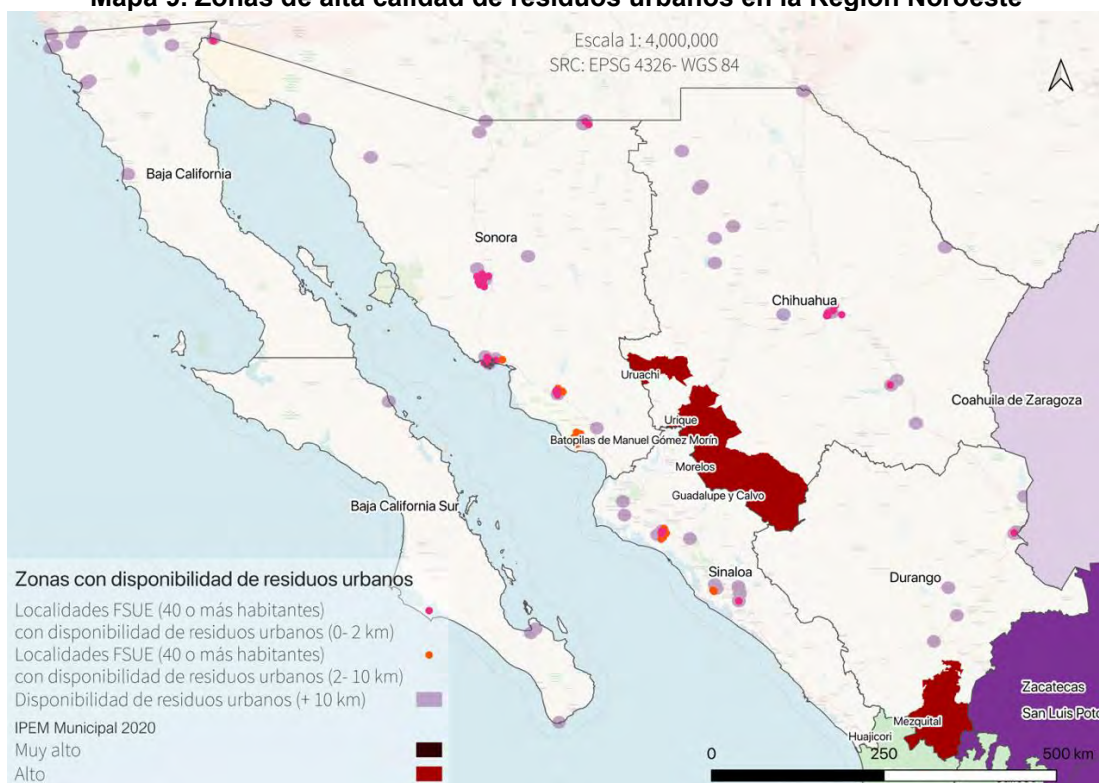 Mapa 9. Zonas de alta calidad de residuos urbanos en la Región Noroeste
Escala 1: 4,000,000
SRC: EPSG 4326- WGS 84
Baja California
Sonora
Chihuahua
Uruachi
Coahuila de Zaragoza
Urique
Batopilas de Manuel Gómez Morín
Morelos
Guadalupe y Calvo
Baja California Sur
Sinaloa
Durango
Zacatecas
San Luis Poto
Mezquital
Huajicori
Zonas con disponibilidad de residuos urbanos
Localidades FSUE (40 o más habitantes)
con disponibilidad de residuos urbanos (0- 2 km)
Localidades FSUE (40 o más habitantes)
con disponibilidad de residuos urbanos (2- 10 km)
Disponibilidad de residuos urbanos (+ 10 km)
IPEM Municipal 2020
Muy alto
Alto
0 250 500 km